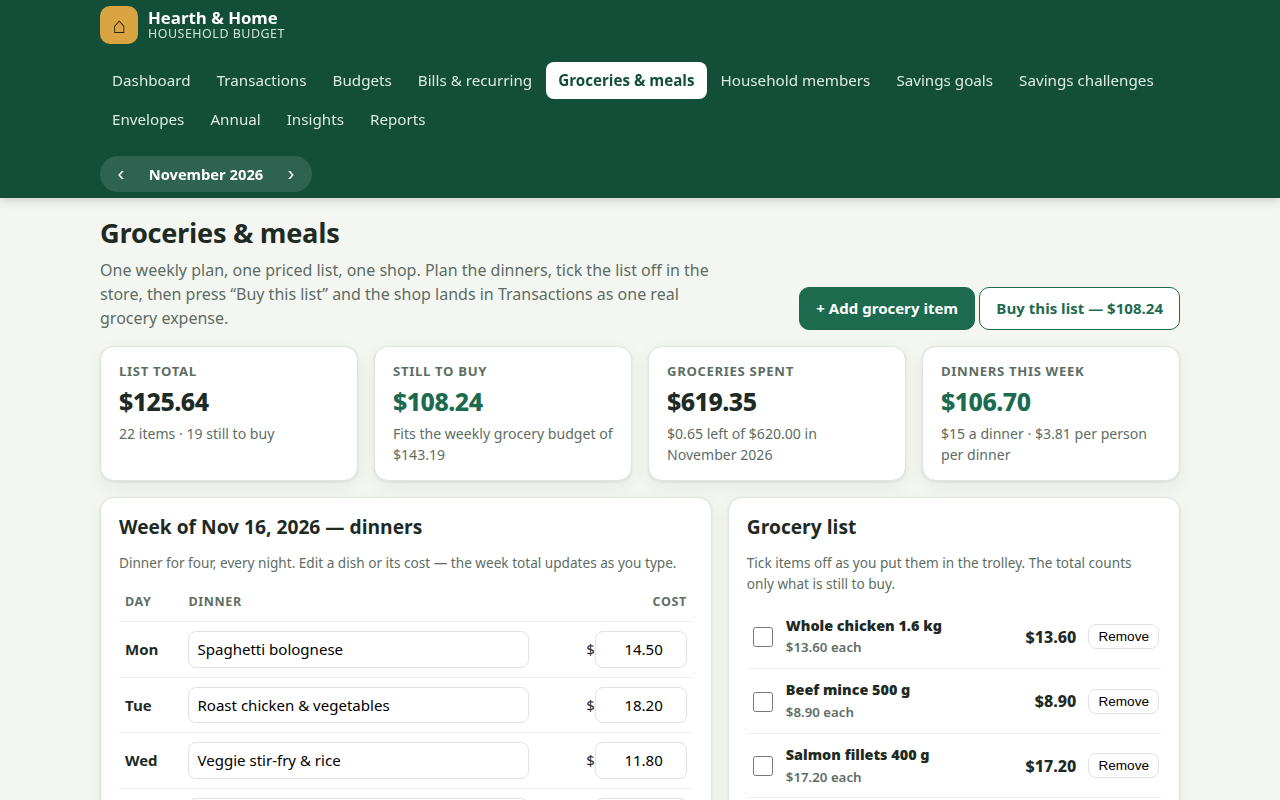 Hearth & Home
HOUSEHOLD BUDGET
Dashboard Transactions Budgets Bills & recurring Groceries & meals Household members Savings goals Savings challenges
Envelopes Annual Insights Reports
‹ November 2026 ›
Groceries & meals
One weekly plan, one priced list, one shop. Plan the dinners, tick the list off in the
store, then press “Buy this list” and the shop lands in Transactions as one real
grocery expense.
+ Add grocery item Buy this list — $108.24
LIST TOTAL
$125.64
22 items · 19 still to buy
STILL TO BUY
$108.24
Fits the weekly grocery budget of
$143.19
GROCERIES SPENT
$619.35
$0.65 left of $620.00 in
November 2026
DINNERS THIS WEEK
$106.70
$15 a dinner · $3.81 per person
per dinner
Week of Nov 16, 2026 — dinners
Dinner for four, every night. Edit a dish or its cost — the week total updates as you type.
DAY DINNER COST
Mon Spaghetti bolognese $ 14.50
Tue Roast chicken & vegetables $ 18.20
Wed Veggie stir-fry & rice $ 11.80
Grocery list
Tick items off as you put them in the trolley. The total counts
only what is still to buy.
Whole chicken 1.6 kg
$13.60 each
$13.60 Remove
Beef mince 500 g
$8.90 each
$8.90 Remove
Salmon fillets 400 g
$17.20 each
$17.20 Remove